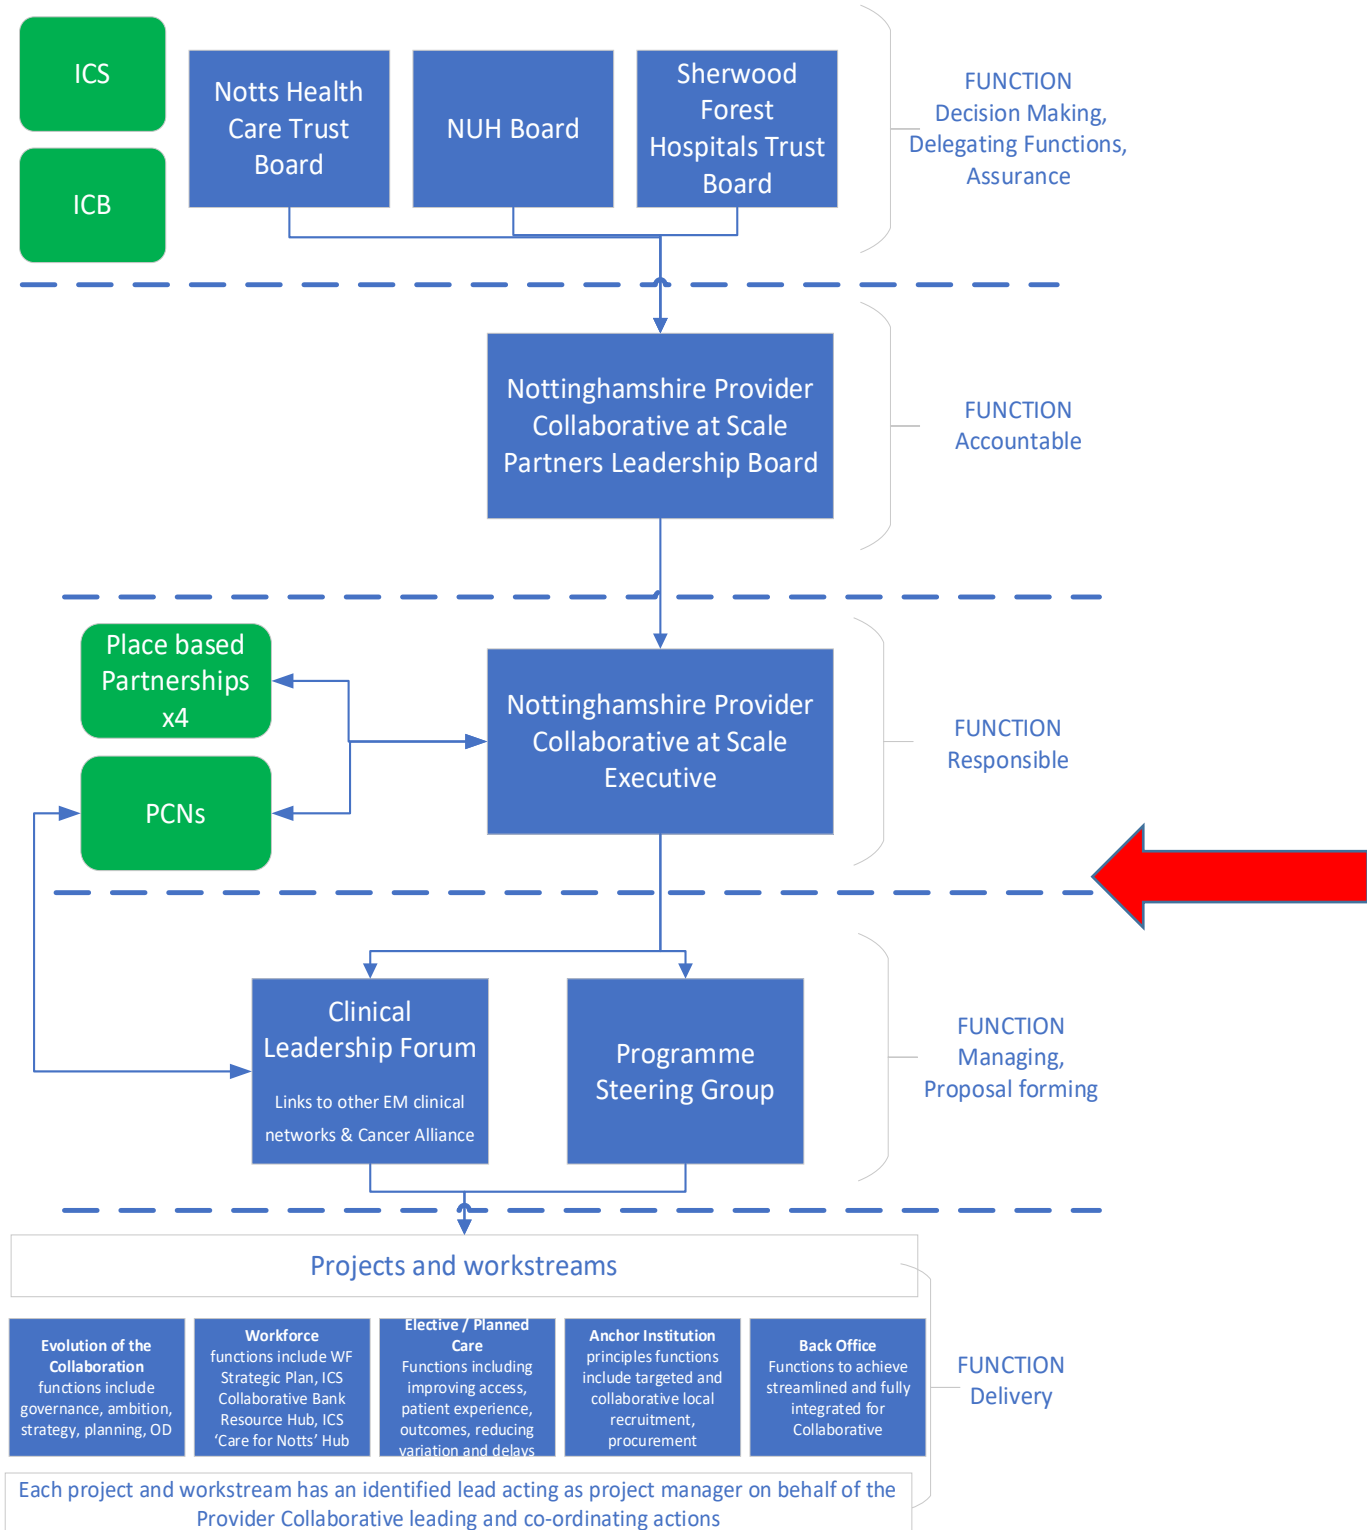 ICS
ICB
Notts Health
Care Trust
Board
NUH Board
Sherwood
Forest
Hospitals Trust
Board
FUNCTION
Decision Making,
Delegating Functions,
Assurance
Nottinghamshire Provider
Collaborative at Scale
Partners Leadership Board
FUNCTION
Accountable
Place based
Partnerships
x4
PCNs
Nottinghamshire Provider
Collaborative at Scale
Executive
FUNCTION
Responsible
Clinical
Leadership Forum
Links to other EM clinical
networks & Cancer Alliance
Programme
Steering Group
FUNCTION
Managing,
Proposal forming
Projects and workstreams
Evolution of the
Collaboration
functions include
governance, ambition,
strategy, planning, OD
Workforce
functions include WF
Strategic Plan, ICS
Collaborative Bank
Resource Hub, ICS
‘Care for Notts’ Hub
Elective / Planned
Care
Functions including
improving access,
patient experience,
outcomes, reducing
variation and delays
Anchor Institution
principles functions
include targeted and
collaborative local
recruitment,
procurement
Back Office
Functions to achieve
streamlined and fully
integrated for
Collaborative
FUNCTION
Delivery
Each project and workstream has an identified lead acting as project manager on behalf of the
Provider Collaborative leading and co-ordinating actions